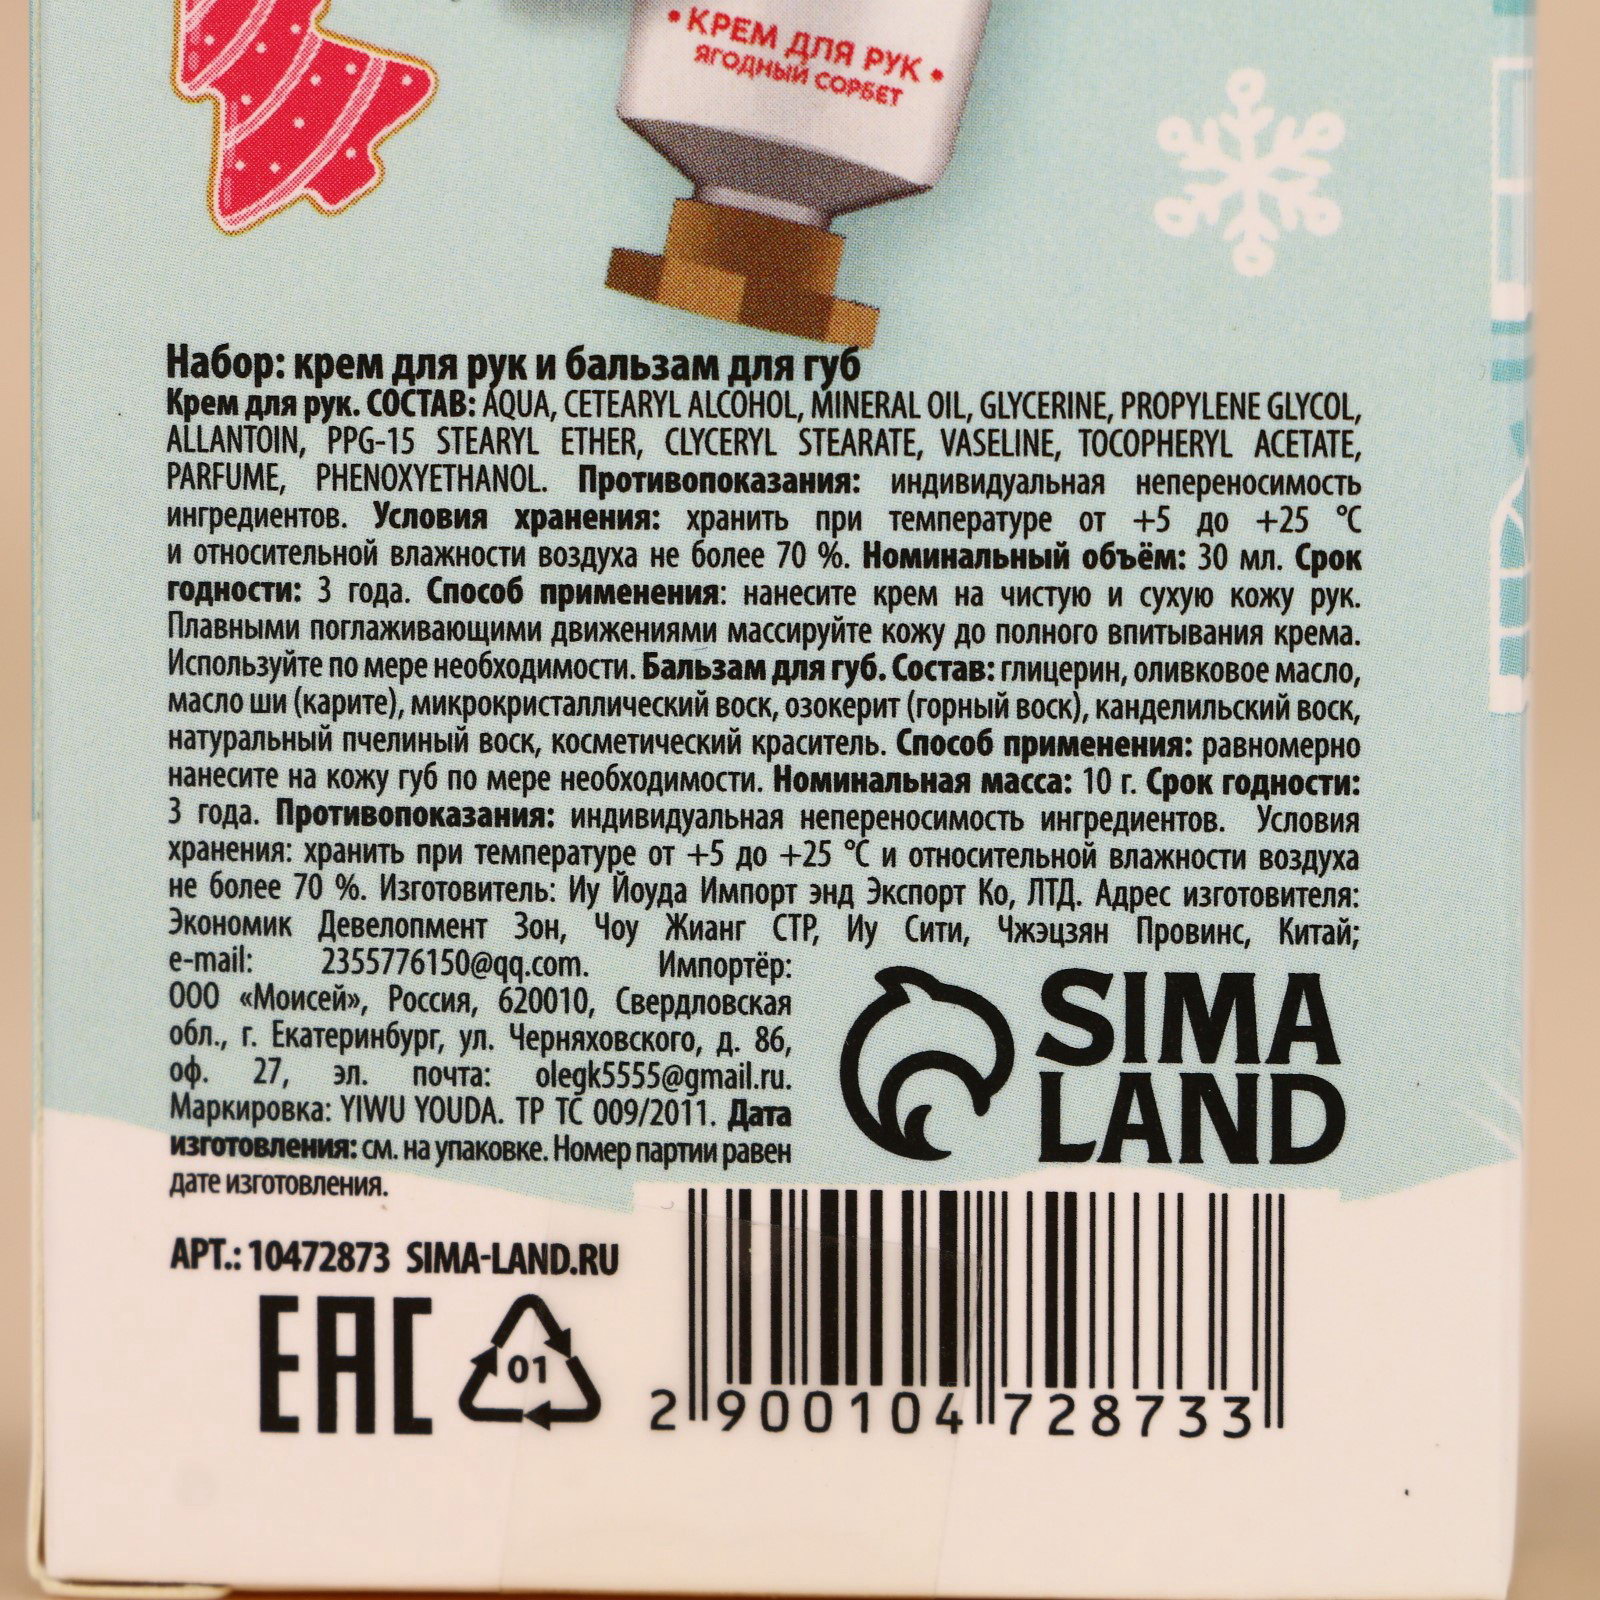 • КРЕМ ДЛЯ РУК •
ЯГОДНЫЙ СОРБЕТ
Набор: крем для рук и бальзам для губ
Крем для рук. СОСТАВ: AQUA, CETEARYL ALCOHOL, MINERAL OIL, GLYCERINE, PROPYLENE GLYCOL,
ALLANTOIN, PPG-15 STEARYL ETHER, CLYCERYL STEARATE, VASELINE, TOCOPHERYL ACETATE,
PARFUME, PHENOXYETHANOL. Противопоказания: индивидуальная непереносимость
ингредиентов. Условия хранения: хранить при температуре от +5 до +25 °C
и относительной влажности воздуха не более 70 %. Номинальный объём: 30 мл. Срок
годности: 3 года. Способ применения: нанесите крем на чистую и сухую кожу рук.
Плавными поглаживающими движениями массируйте кожу до полного впитывания крема.
Используйте по мере необходимости. Бальзам для губ. Состав: глицерин, оливковое масло,
масло ши (карите), микрокристаллический воск, озокерит (горный воск), канделильский воск,
натуральный пчелиный воск, косметический краситель. Способ применения: равномерно
нанесите на кожу губ по мере необходимости. Номинальная масса: 10 г. Срок годности:
3 года. Противопоказания: индивидуальная непереносимость ингредиентов. Условия
хранения: хранить при температуре от +5 до +25 °C и относительной влажности воздуха
не более 70 %. Изготовитель: Иу Йоуда Импорт энд Экспорт Ко, ЛТД. Адрес изготовителя:
Экономик Девелопмент Зон, Чоу Жианг СТР, Иу Сити, Чжэцзян Провинс, Китай;
e-mail: 2355776150@qq.com. Импортёр:
ООО «Моисей», Россия, 620010, Свердловская
обл., г. Екатеринбург, ул. Черняховского, д. 86,
оф. 27, эл. почта: olegk5555@gmail.ru.
Маркировка: YIWU YOUDA. ТР ТС 009/2011. Дата
изготовления: см. на упаковке. Номер партии равен
дате изготовления.
SIMA
LAND
АРТ.: 10472873 SIMA-LAND.RU
EAC
01
2 900104 728733